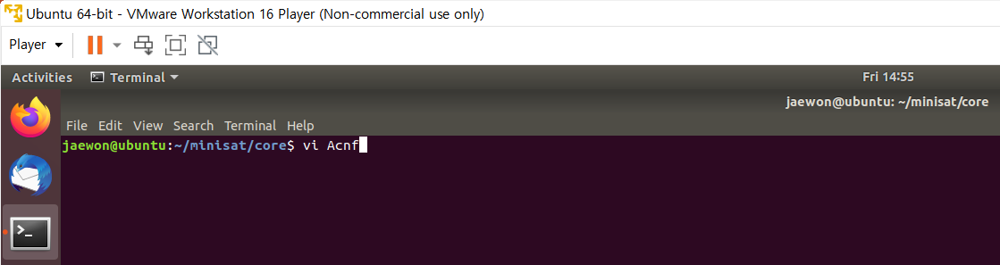 Ubuntu 64-bit - VMware Workstation 16 Player (Non-commercial use only)
Player
Activities Terminal Fri 14:55
jaewon@ubuntu: ~/minisat/core
File Edit View Search Terminal Help
jaewon@ubuntu:~/minisat/core$ vi Acnf